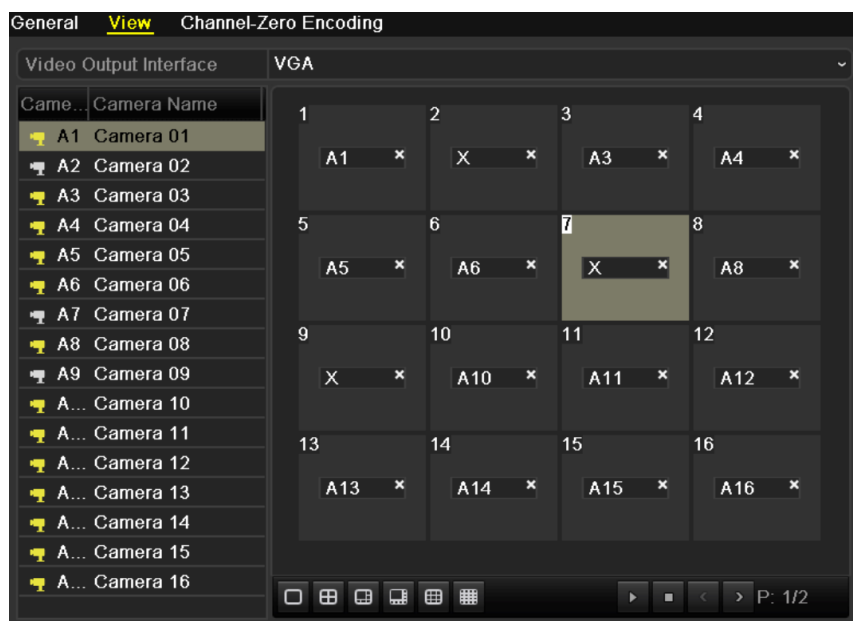 General View Channel-Zero Encoding
Video Output Interface VGA
Came... Camera Name
A1 Camera 01
A2 Camera 02
A3 Camera 03
A4 Camera 04
A5 Camera 05
A6 Camera 06
A7 Camera 07
A8 Camera 08
A9 Camera 09
A... Camera 10
A... Camera 11
A... Camera 12
A... Camera 13
A... Camera 14
A... Camera 15
A... Camera 16
1 2 3 4
A1 X A3 A4
5 6 7 8
A5 A6 X A8
9 10 11 12
X A10 A11 A12
13 14 15 16
A13 A14 A15 A16
P: 1/2